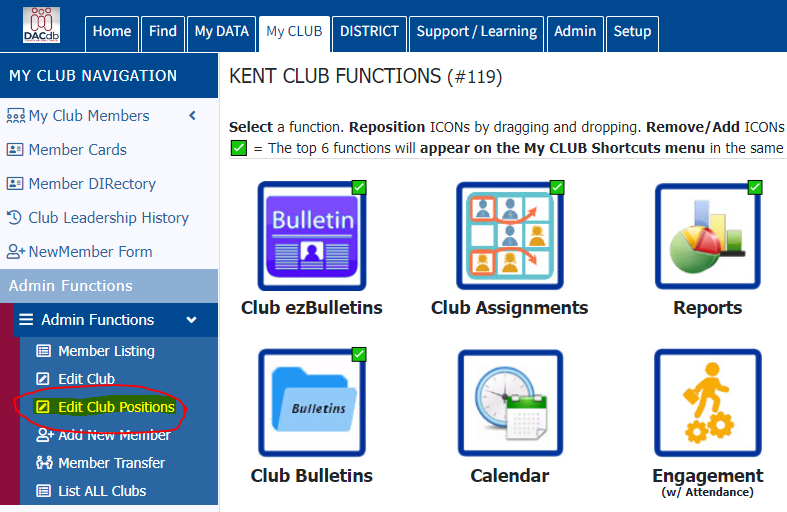 DACdb
Home
Find
My DATA
My CLUB
DISTRICT
Support / Learning
Admin
Setup
MY CLUB NAVIGATION
My Club Members
Member Cards
Member DIRectory
Club Leadership History
NewMember Form
Admin Functions
Admin Functions
Member Listing
Edit Club
Edit Club Positions
Add New Member
Member Transfer
List ALL Clubs
KENT CLUB FUNCTIONS (#119)
Select a function. Reposition ICONs by dragging and dropping. Remove/Add ICONs
= The top 6 functions will appear on the My CLUB Shortcuts menu in the same
Bulletin
Club ezBulletins
Club Assignments
Reports
Bulletins
Club Bulletins
Calendar
Engagement
(w/ Attendance)